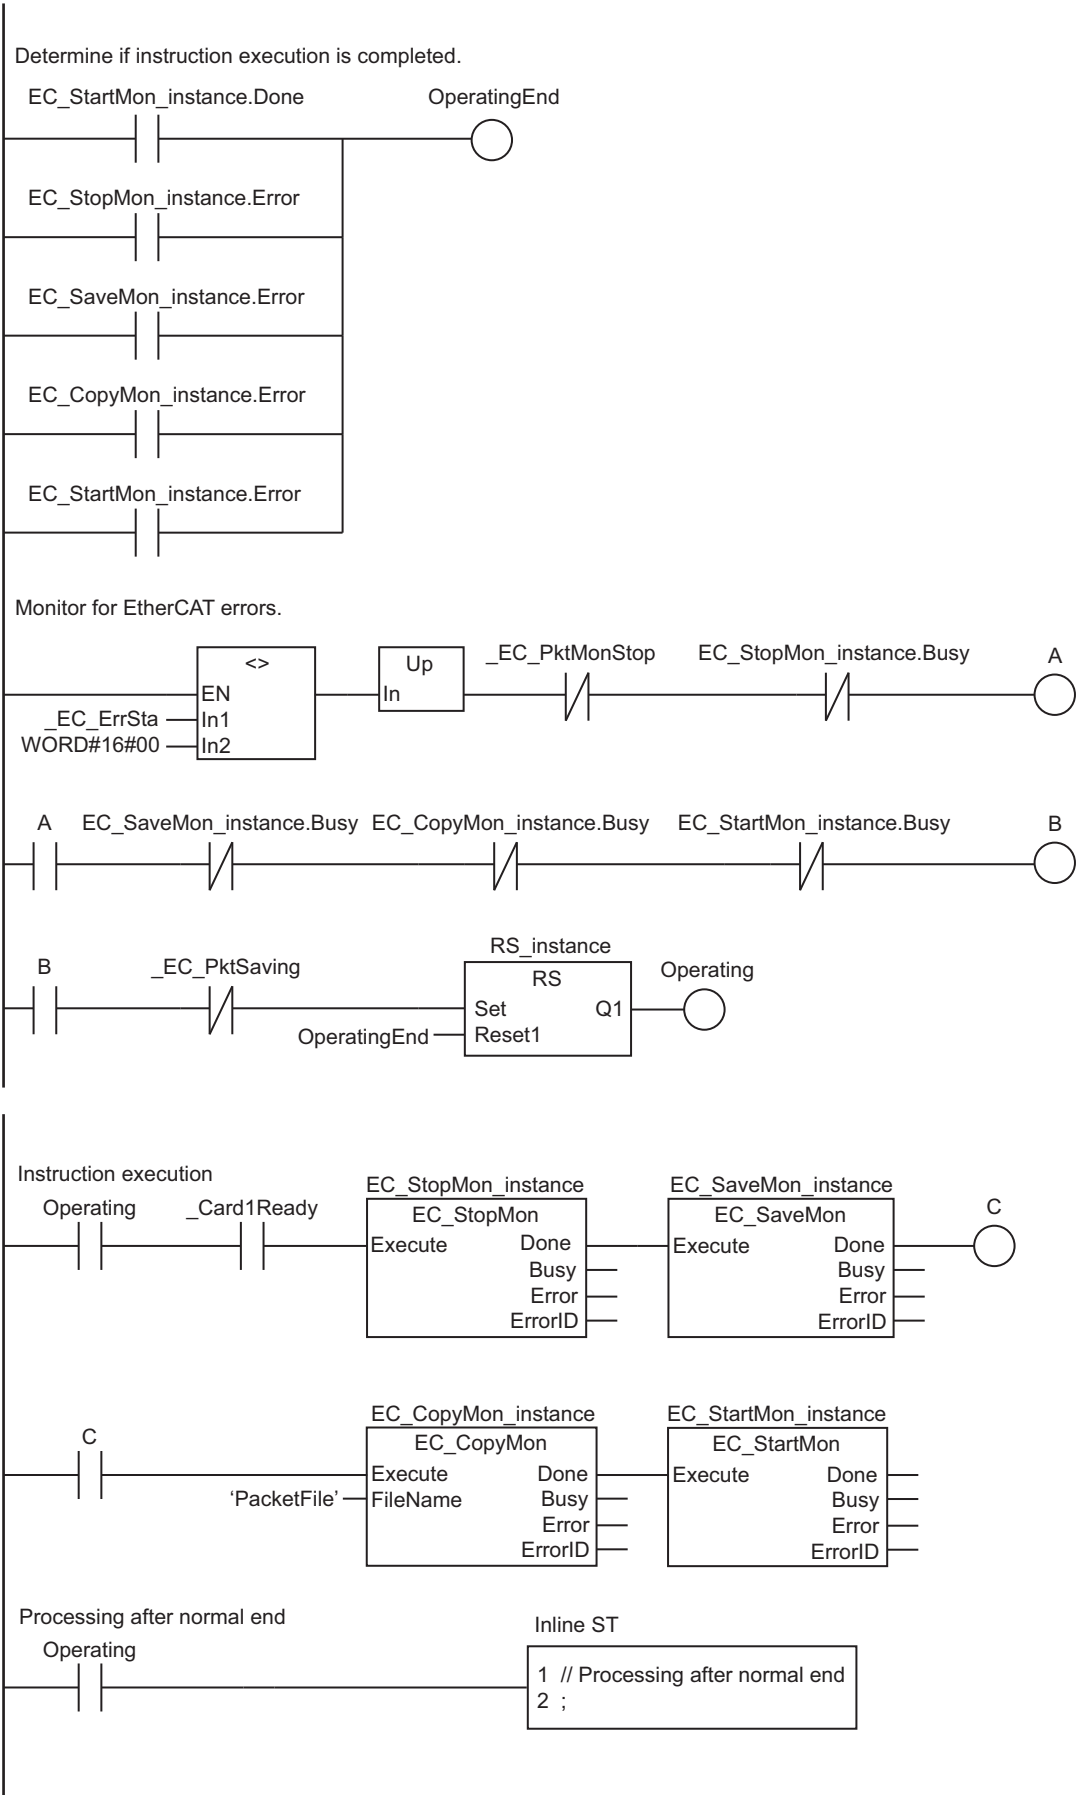 Determine if instruction execution is completed.
EC_StartMon_instance.Done
OperatingEnd
EC_StopMon_instance.Error
EC_SaveMon_instance.Error
EC_CopyMon_instance.Error
EC_StartMon_instance.Error
Monitor for EtherCAT errors.
<>
EN
_EC_ErrSta
In1
WORD#16#00
In2
Up
In
_EC_PktMonStop
EC_StopMon_instance.Busy
A
A
EC_SaveMon_instance.Busy
EC_CopyMon_instance.Busy
EC_StartMon_instance.Busy
B
B
_EC_PktSaving
RS_instance
RS
Set
Q1
OperatingEnd
Reset1
Operating
Instruction execution
Operating
_Card1Ready
EC_StopMon_instance
EC_StopMon
Execute
Done
Busy
Error
ErrorID
EC_SaveMon_instance
EC_SaveMon
Execute
Done
Busy
Error
ErrorID
C
C
EC_CopyMon_instance
EC_CopyMon
Execute
Done
'PacketFile'
FileName
Busy
Error
ErrorID
EC_StartMon_instance
EC_StartMon
Execute
Done
Busy
Error
ErrorID
Processing after normal end
Operating
Inline ST
1 // Processing after normal end
2 ;